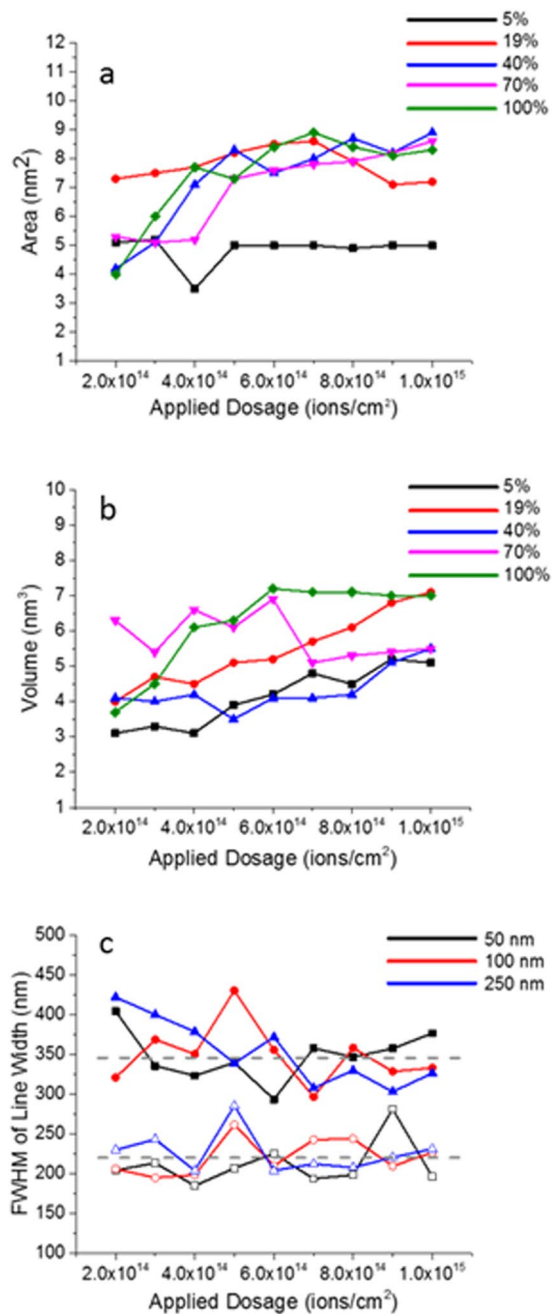 5%
19%
40%
70%
100%
a
12
11
10
9
8
7
6
5
4
3
2
1
Area (nm²)
2.0x10¹⁴ 4.0x10¹⁴ 6.0x10¹⁴ 8.0x10¹⁴ 1.0x10¹⁵
Applied Dosage (ions/cm²)
5%
19%
40%
70%
100%
b
10
9
8
7
6
5
4
3
2
1
Volume (nm³)
2.0x10¹⁴ 4.0x10¹⁴ 6.0x10¹⁴ 8.0x10¹⁴ 1.0x10¹⁵
Applied Dosage (ions/cm²)
50 nm
100 nm
250 nm
c
500
450
400
350
300
250
200
150
100
FWHM of Line Width (nm)
2.0x10¹⁴ 4.0x10¹⁴ 6.0x10¹⁴ 8.0x10¹⁴ 1.0x10¹⁵
Applied Dosage (ions/cm²)